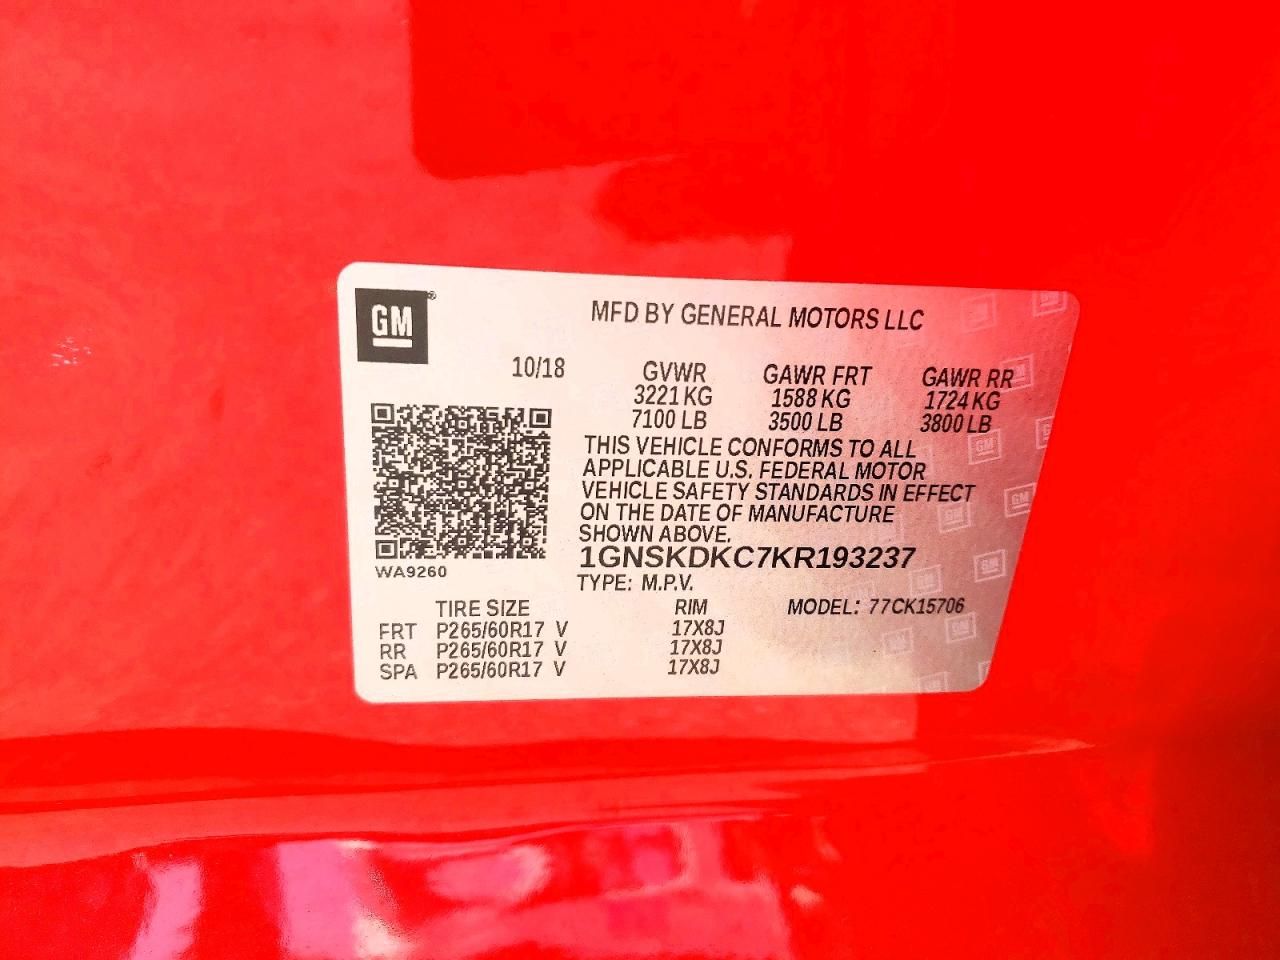 GM
MFD BY GENERAL MOTORS LLC
10/18
GVWR GAWR FRT GAWR RR
3221 KG 1588 KG 1724 KG
7100 LB 3500 LB 3800 LB
THIS VEHICLE CONFORMS TO ALL
APPLICABLE U.S. FEDERAL MOTOR
VEHICLE SAFETY STANDARDS IN EFFECT
ON THE DATE OF MANUFACTURE
SHOWN ABOVE.
1GNSKDKC7KR193237
WA9260
TYPE: M.P.V.
TIRE SIZE RIM MODEL: 77CK15706
FRT P265/60R17 V 17X8J
RR P265/60R17 V 17X8J
SPA P265/60R17 V 17X8J